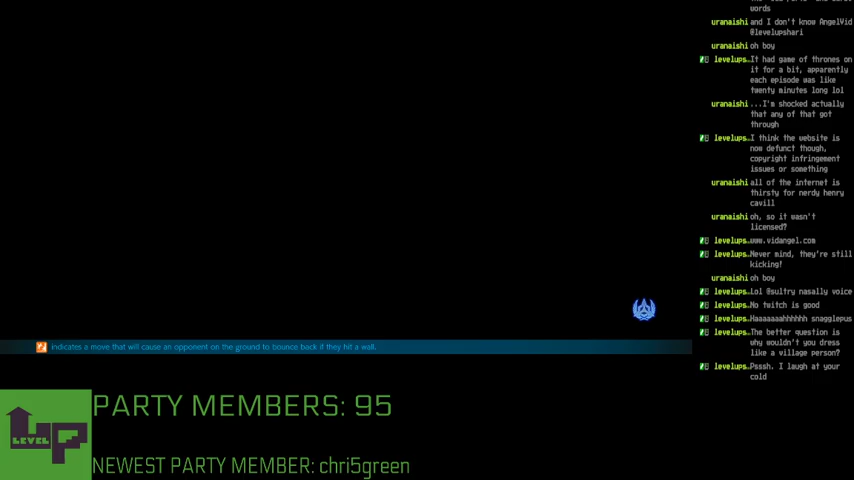 words
uranaishi and I don't know AngelVid
@levelupshari
uranaishi oh boy
levelups… It had game of thrones on
it for a bit, apparently
each episode was like
twenty minutes long lol
uranaishi ...I'm shocked actually
that any of that got
through
levelups… I think the website is
now defunct though,
copyright infringement
issues or something
uranaishi all of the internet is
thirsty for nerdy henry
cavill
uranaishi oh, so it wasn't
licensed?
levelups… www.vidangel.com
levelups… Never mind, they're still
kicking!
uranaishi oh boy
levelups… Lol @sultry nasally voice
levelups… No twitch is good
levelups… Haaaaaaahhhhhh snagglepus
levelups… The better question is
why wouldn't you dress
like a village person?
levelups… Psssh. I laugh at your
cold
indicates a move that will cause an opponent on the ground to bounce back if they hit a wall.
LEVEL
UP
PARTY MEMBERS: 95
NEWEST PARTY MEMBER: chri5green